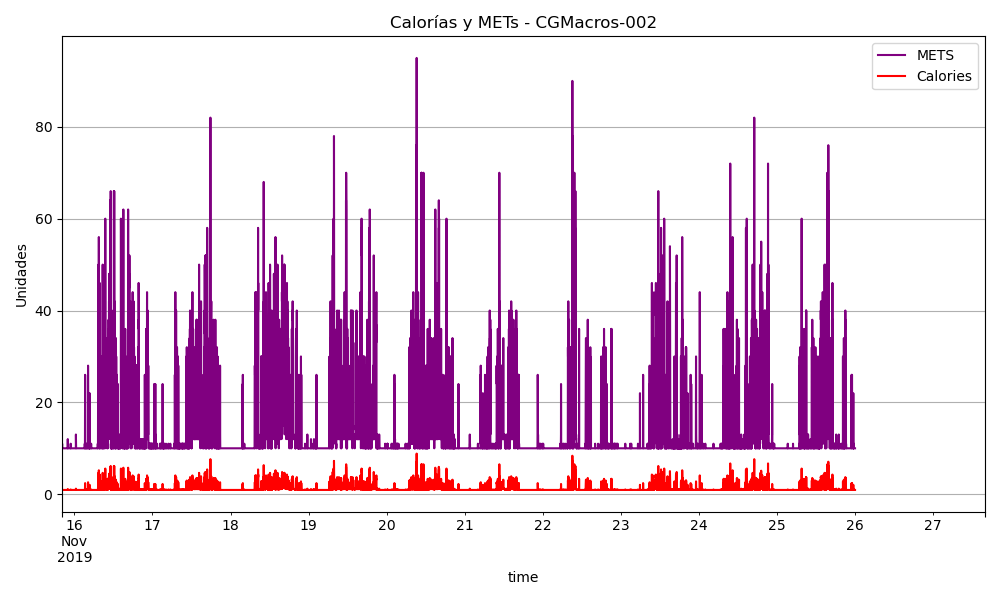 Calorías y METs - CGMacros-002
METS
Calories
Unidades
80
60
40
20
0
16 17 18 19 20 21 22 23 24 25 26 27
Nov
2019
time